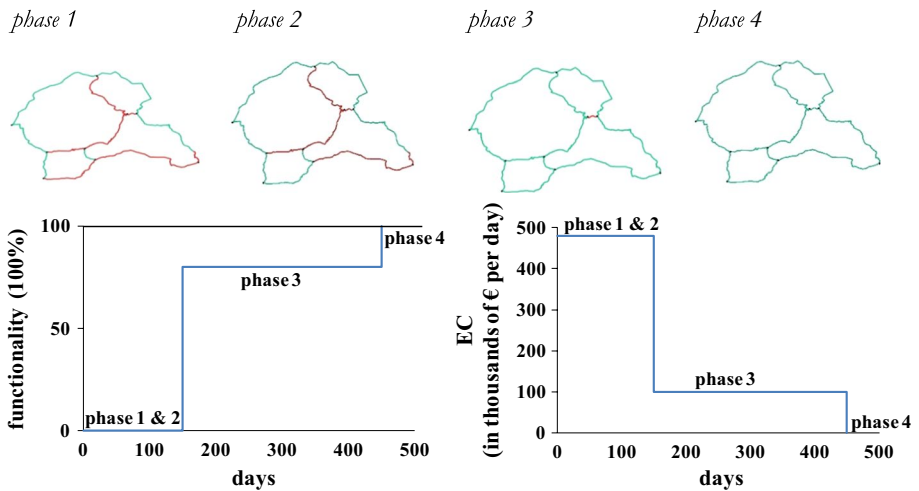 phase 1
phase 2
phase 3
phase 4
functionality (100%)
100
50
0
phase 1 & 2
phase 3
phase 4
0 100 200 300 400 500
days
EC
(in thousands of € per day)
500
400
300
200
100
0
phase 1 & 2
phase 3
phase 4
0 100 200 300 400 500
days